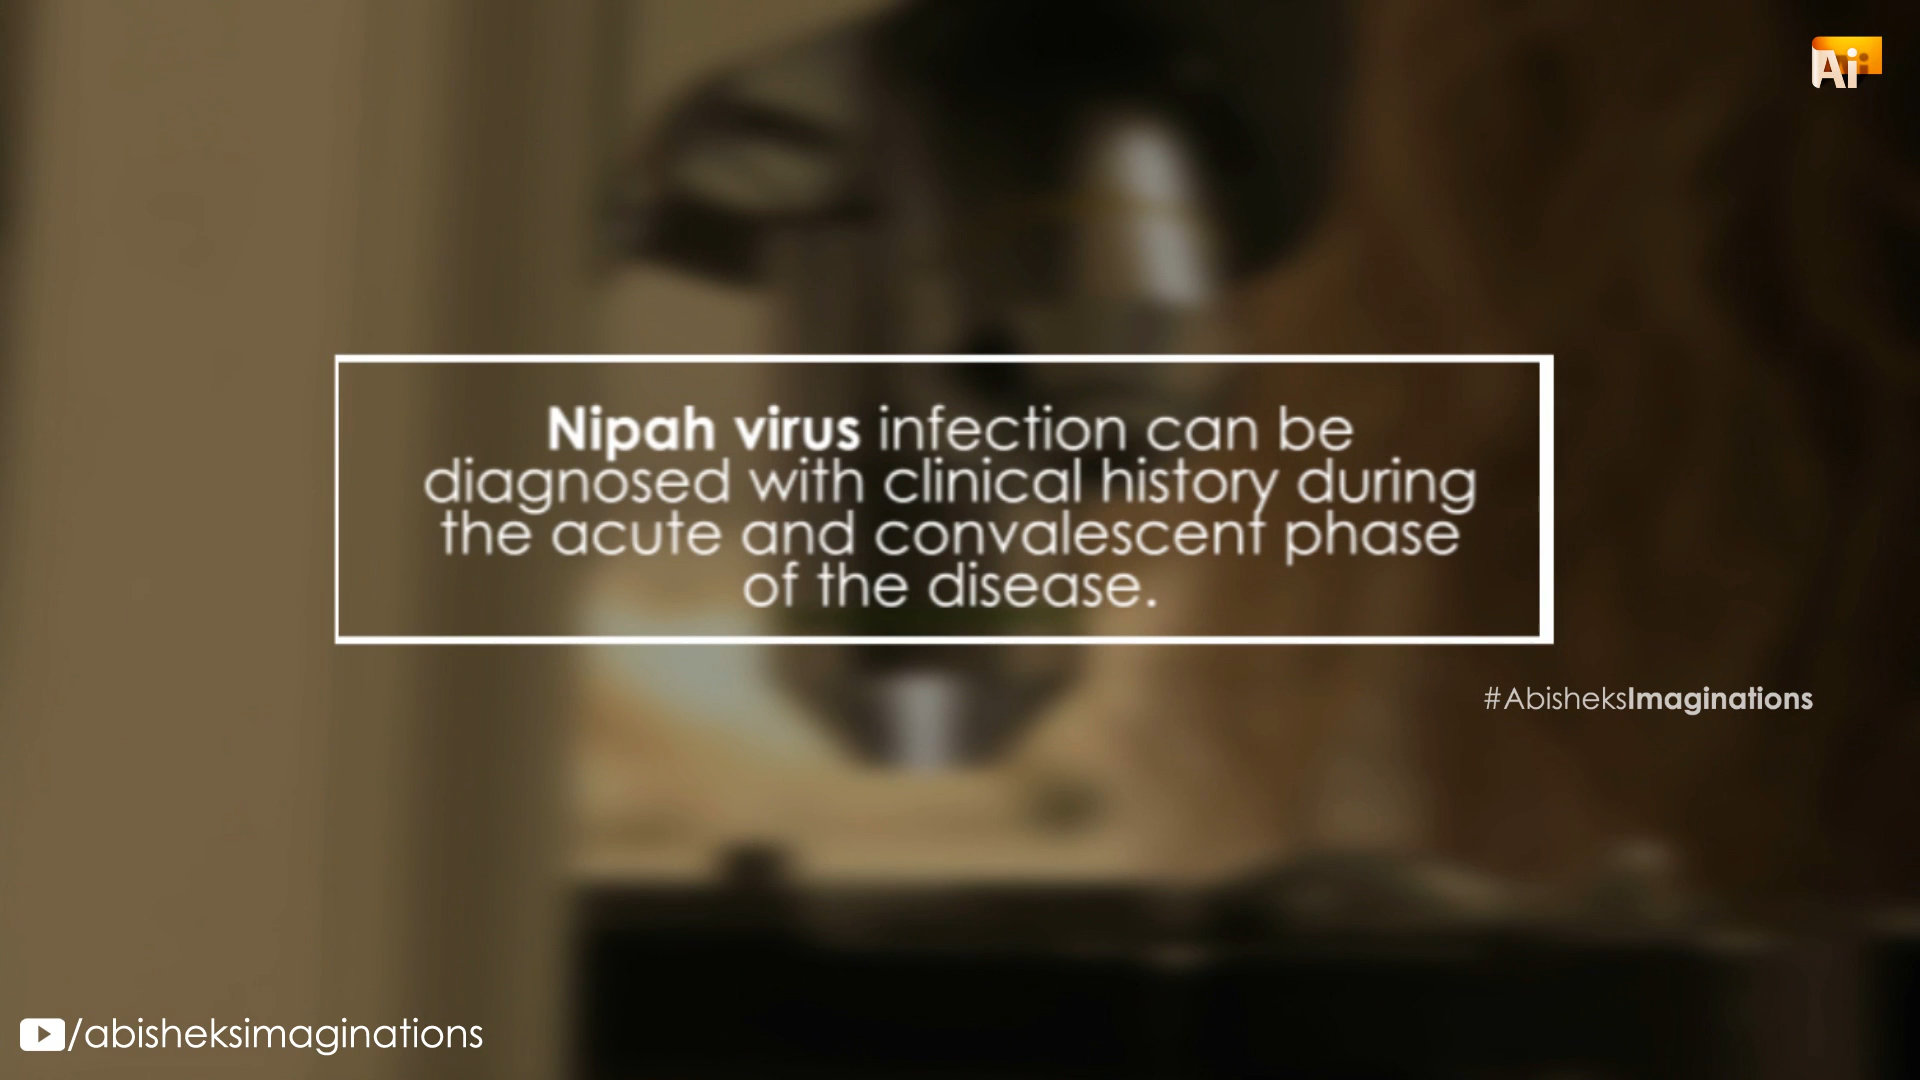 Ai
Nipah virus infection can be
diagnosed with clinical history during
the acute and convalescent phase
of the disease.
#AbisheksImaginations
/abisheksimaginations